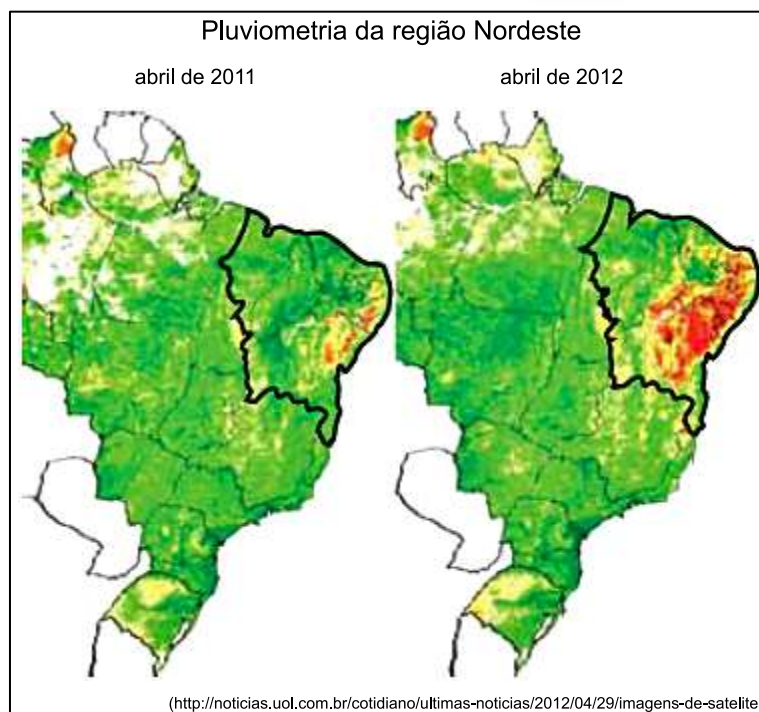 Pluviometria da região Nordeste
abril de 2011
abril de 2012
(http://noticias.uol.com.br/cotidiano/ultimas-noticias/2012/04/29/imagens-de-satelite